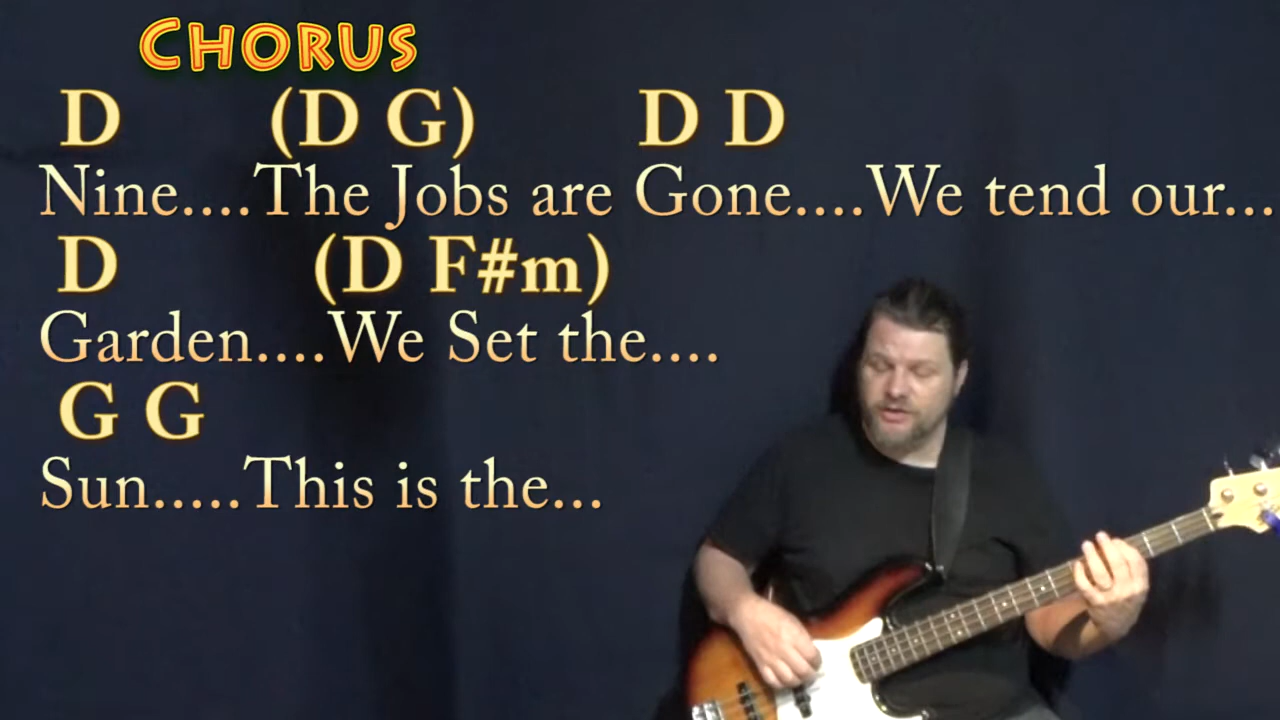 CHORUS
D (D G) D D
Nine....The Jobs are Gone....We tend our...
D (D F#m)
Garden....We Set the....
G G
Sun.....This is the...